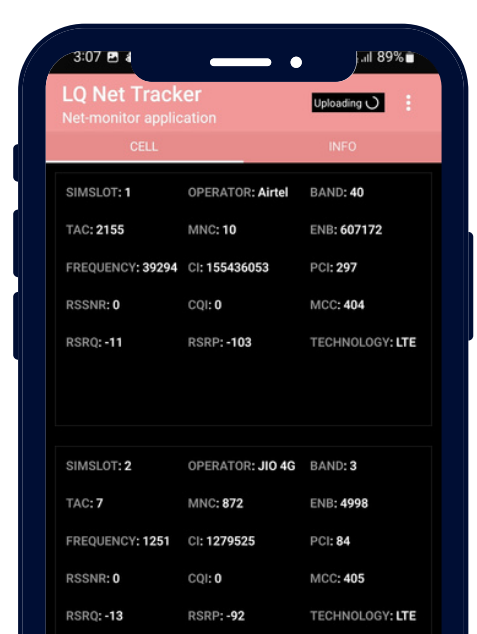 3:07 89%
LQ Net Tracker
Uploading
Net-monitor application
CELL INFO
SIMSLOT: 1 OPERATOR: Airtel BAND: 40
TAC: 2155 MNC: 10 ENB: 607172
FREQUENCY: 39294 CI: 155436053 PCI: 297
RSSNR: 0 CQI: 0 MCC: 404
RSRQ: -11 RSRP: -103 TECHNOLOGY: LTE
SIMSLOT: 2 OPERATOR: JIO 4G BAND: 3
TAC: 7 MNC: 872 ENB: 4998
FREQUENCY: 1251 CI: 1279525 PCI: 84
RSSNR: 0 CQI: 0 MCC: 405
RSRQ: -13 RSRP: -92 TECHNOLOGY: LTE